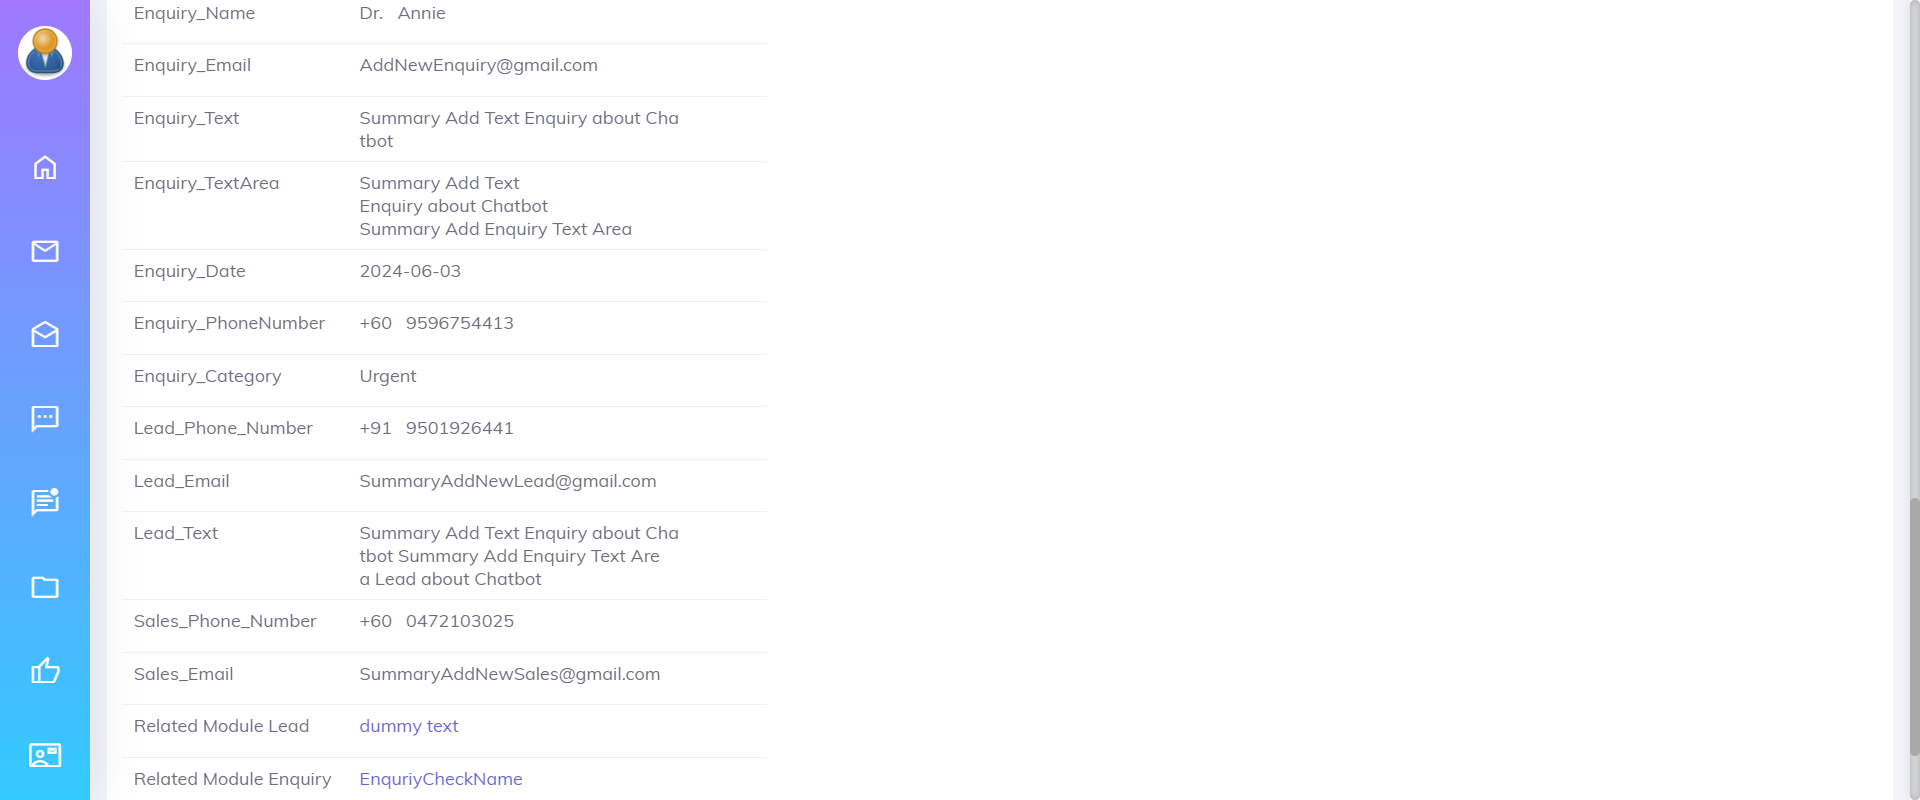 Enquiry_Name Dr. Annie
Enquiry_Email AddNewEnquiry@gmail.com
Enquiry_Text Summary Add Text Enquiry about Cha
tbot
Enquiry_TextArea Summary Add Text
Enquiry about Chatbot
Summary Add Enquiry Text Area
Enquiry_Date 2024-06-03
Enquiry_PhoneNumber +60 9596754413
Enquiry_Category Urgent
Lead_Phone_Number +91 9501926441
Lead_Email SummaryAddNewLead@gmail.com
Lead_Text Summary Add Text Enquiry about Cha
tbot Summary Add Enquiry Text Are
a Lead about Chatbot
Sales_Phone_Number +60 0472103025
Sales_Email SummaryAddNewSales@gmail.com
Related Module Lead dummy text
Related Module Enquiry EnquriyCheckName